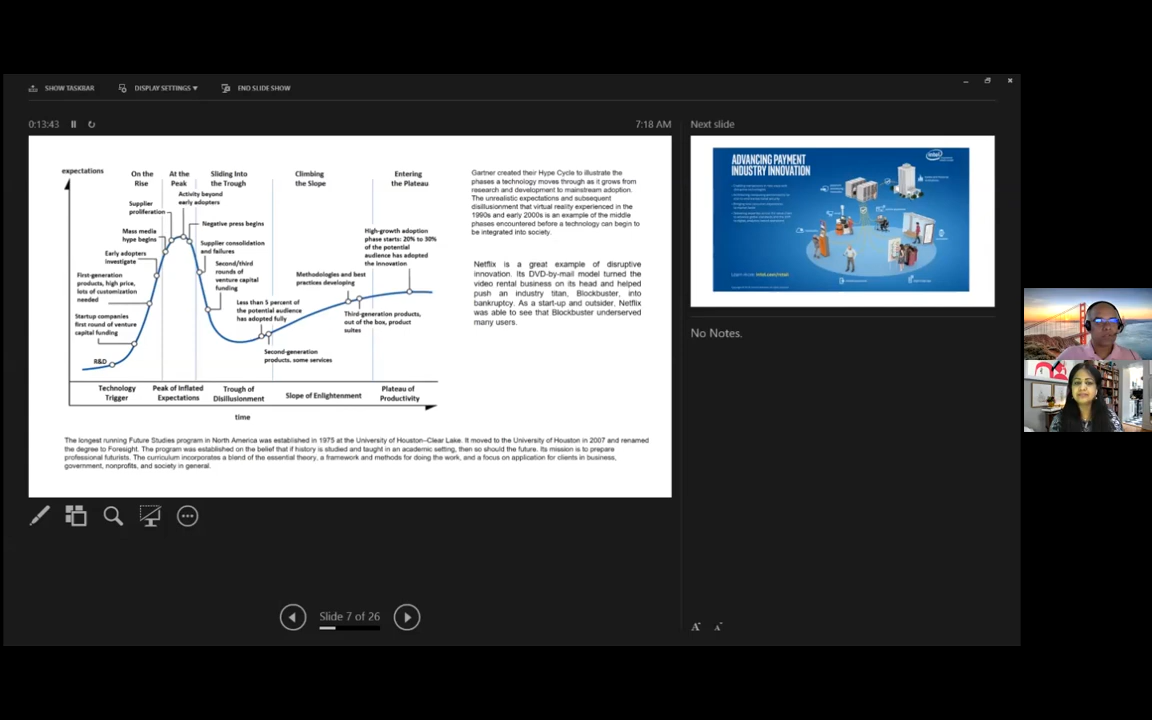 SHOW TASKBAR
DISPLAY SETTINGS ▼
END SLIDE SHOW
0:13:43
7:18 AM
Next slide
expectations
On the
Rise
At the
Peak
Sliding Into
the Trough
Climbing
the Slope
Entering
the Plateau
Activity beyond
early adopters
Supplier
proliferation
Negative press begins
Mass media
hype begins
Supplier consolidation
and failures
Early adopters
investigate
Second/third
rounds of
venture capital
funding
First-generation
products, high price,
lots of customization
needed
Startup companies
first round of venture
capital funding
R&D
Less than 5 percent of
the potential audience
has adopted fully
Second-generation
products, some services
Methodologies and best
practices developing
Third-generation products,
out of the box, product
suites
High-growth adoption
phase starts: 20% to 30%
of the potential
audience has adopted
the innovation
Technology
Trigger
Peak of Inflated
Expectations
Trough of
Disillusionment
Slope of Enlightenment
Plateau of
Productivity
time
Gartner created their Hype Cycle to illustrate the
phases a technology moves through as it grows from
research and development to mainstream adoption.
The unrealistic expectations and subsequent
disillusionment that virtual reality experienced in the
1990s and early 2000s is an example of the middle
phases encountered before a technology can begin to
be integrated into society.
Netflix is a great example of disruptive
innovation. Its DVD-by-mail model turned the
video rental business on its head and helped
push an industry titan, Blockbuster, into
bankruptcy. As a start-up and outsider, Netflix
was able to see that Blockbuster underserved
many users.
The longest running Future Studies program in North America was established in 1975 at the University of Houston–Clear Lake. It moved to the University of Houston in 2007 and renamed
the degree to Foresight. The program was established on the belief that if history is studied and taught in an academic setting, then so should the future. Its mission is to prepare
professional futurists. The curriculum incorporates a blend of the essential theory, a framework and methods for doing the work, and a focus on application for clients in business,
government, nonprofits, and society in general.
ADVANCING PAYMENT
INDUSTRY INNOVATION
intel
No Notes.
Slide 7 of 26
A A